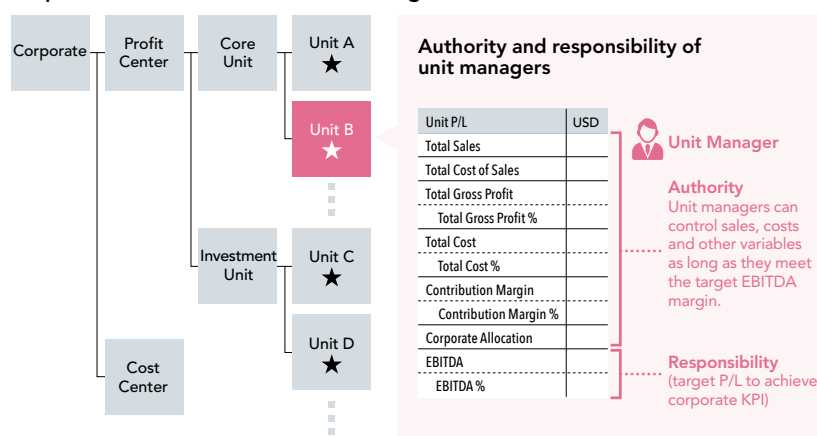 Corporate
Profit
Center
Core
Unit
Unit A
Unit B
Investment
Unit
Unit C
Unit D
Cost
Center
Authority and responsibility of
unit managers
Unit P/L USD
Total Sales
Total Cost of Sales
Total Gross Profit
Total Gross Profit %
Total Cost
Total Cost %
Contribution Margin
Contribution Margin %
Corporate Allocation
EBITDA
EBITDA %
Unit Manager
Authority
Unit managers can
control sales, costs
and other variables
as long as they meet
the target EBITDA
margin.
Responsibility
(target P/L to achieve
corporate KPI)